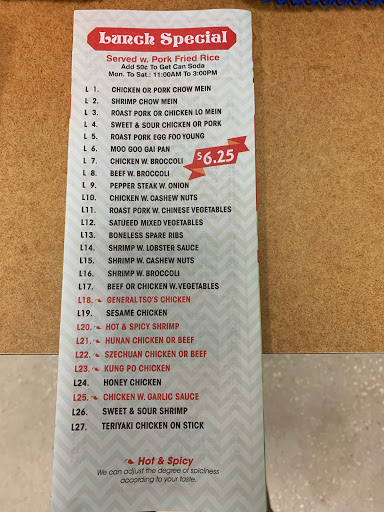 Lunch Special
Served w. Pork Fried Rice
Add 50¢ To Get Can Soda
Mon. To Sat.: 11:00AM To 3:00PM
L 1. CHICKEN OR PORK CHOW MEIN
L 2. SHRIMP CHOW MEIN
L 3. ROAST PORK OR CHICKEN LO MEIN
L 4. SWEET & SOUR CHICKEN OR PORK
L 5. ROAST PORK EGG FOO YOUNG
L 6. MOO GOO GAI PAN
L 7. CHICKEN W. BROCCOLI
$6.25
L 8. BEEF W. BROCCOLI
L 9. PEPPER STEAK W. ONION
L10. CHICKEN W. CASHEW NUTS
L11. ROAST PORK W. CHINESE VEGETABLES
L12. SATUEED MIXED VEGETABLES
L13. BONELESS SPARE RIBS
L14. SHRIMP W. LOBSTER SAUCE
L15. SHRIMP W. CASHEW NUTS
L16. SHRIMP W. BROCCOLI
L17. BEEF OR CHICKEN W. VEGETABLES
L18. GENERAL TSO'S CHICKEN
L19. SESAME CHICKEN
L20. HOT & SPICY SHRIMP
L21. HUNAN CHICKEN OR BEEF
L22. SZECHUAN CHICKEN OR BEEF
L23. KUNG PO CHICKEN
L24. HONEY CHICKEN
L25. CHICKEN W. GARLIC SAUCE
L26. SWEET & SOUR SHRIMP
L27. TERIYAKI CHICKEN ON STICK
Hot & Spicy
We can adjust the degree of spiciness
according to your taste.